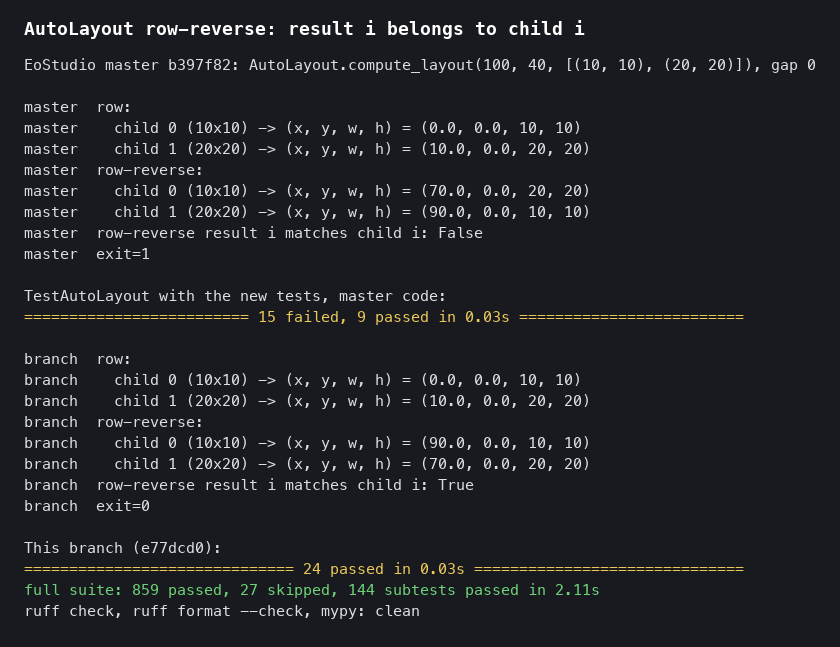 AutoLayout row-reverse: result i belongs to child i
EoStudio master b397f82: AutoLayout.compute_layout(100, 40, [(10, 10), (20, 20)]), gap 0
master  row:
master    child 0 (10x10) -> (x, y, w, h) = (0.0, 0.0, 10, 10)
master    child 1 (20x20) -> (x, y, w, h) = (10.0, 0.0, 20, 20)
master  row-reverse:
master    child 0 (10x10) -> (x, y, w, h) = (70.0, 0.0, 20, 20)
master    child 1 (20x20) -> (x, y, w, h) = (90.0, 0.0, 10, 10)
master  row-reverse result i matches child i: False
master  exit=1
TestAutoLayout with the new tests, master code:
========================= 15 failed, 9 passed in 0.03s =========================
branch  row:
branch    child 0 (10x10) -> (x, y, w, h) = (0.0, 0.0, 10, 10)
branch    child 1 (20x20) -> (x, y, w, h) = (10.0, 0.0, 20, 20)
branch  row-reverse:
branch    child 0 (10x10) -> (x, y, w, h) = (90.0, 0.0, 10, 10)
branch    child 1 (20x20) -> (x, y, w, h) = (70.0, 0.0, 20, 20)
branch  row-reverse result i matches child i: True
branch  exit=0
This branch (e77dcd0):
============================== 24 passed in 0.03s ==============================
full suite: 859 passed, 27 skipped, 144 subtests passed in 2.11s
ruff check, ruff format --check, mypy: clean